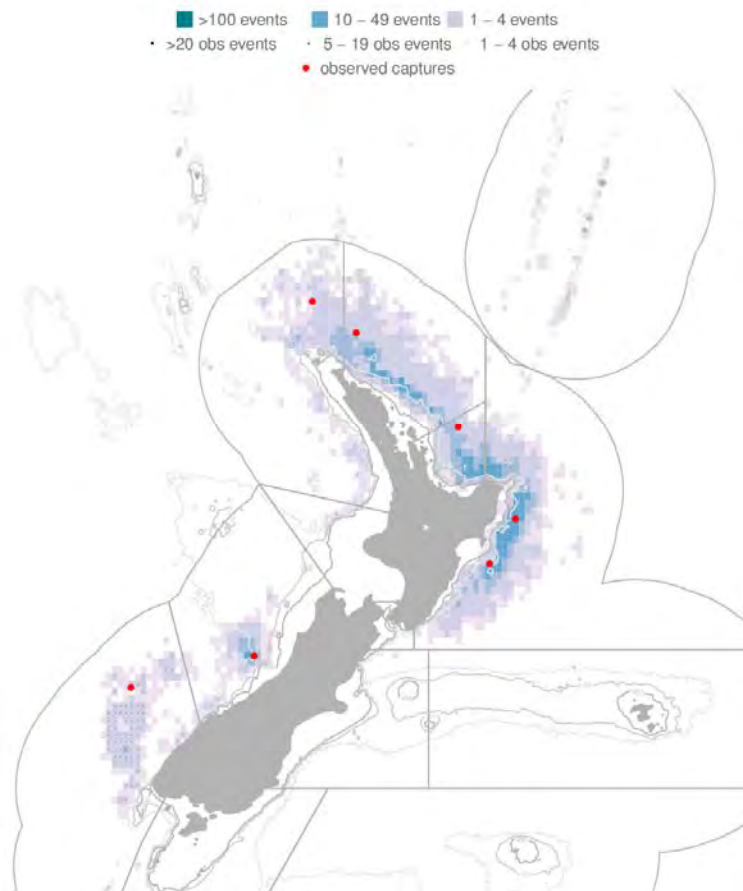 >100 events 10 – 49 events 1 – 4 events
>20 obs events 5 – 19 obs events 1 – 4 obs events
observed captures